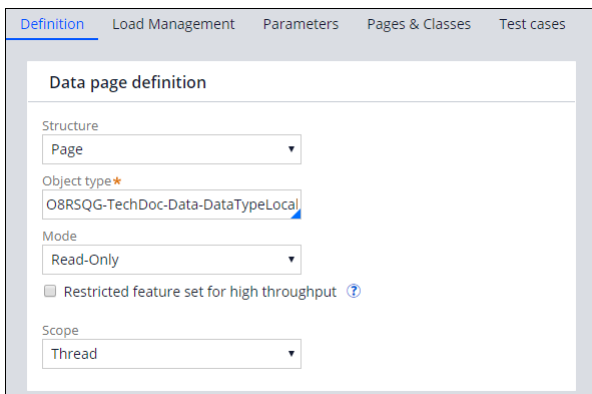 Definition Load Management Parameters Pages & Classes Test cases
Data page definition
Structure
Page
Object type★
O8RSQG-TechDoc-Data-DataTypeLocal
Mode
Read-Only
Restricted feature set for high throughput ?
Scope
Thread